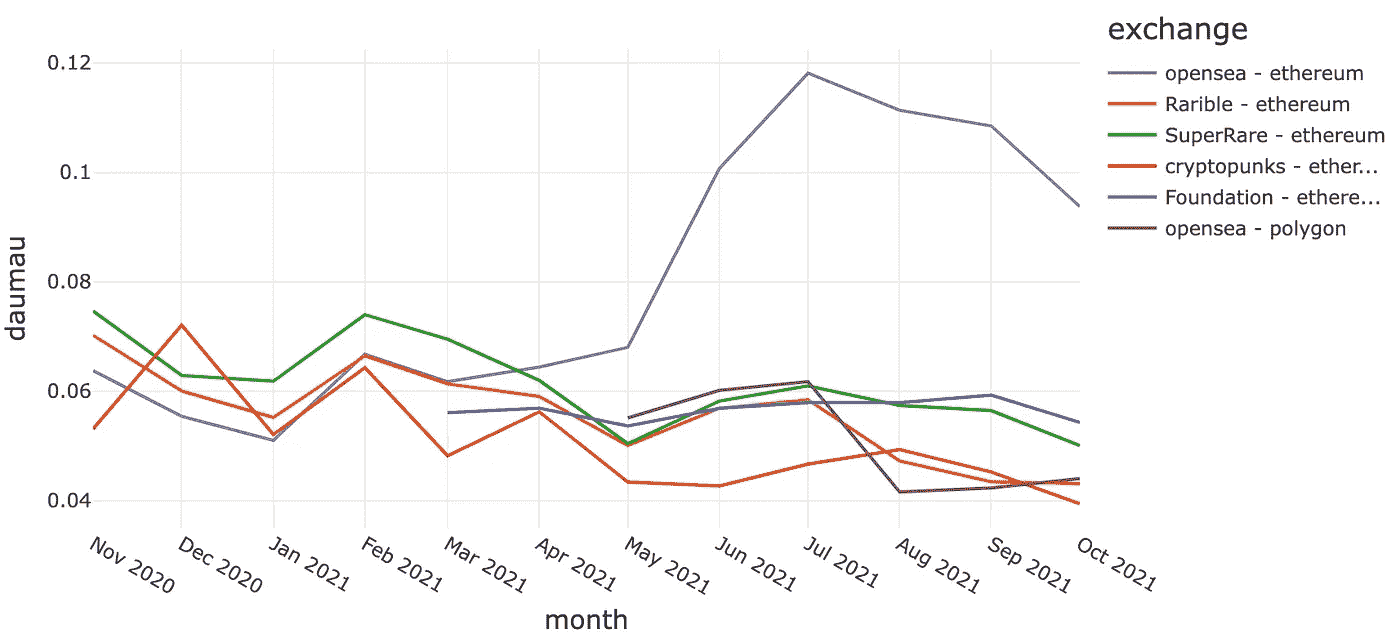 exchange
opensea - ethereum
Rarible - ethereum
SuperRare - ethereum
cryptopunks - ether...
Foundation - ethere...
opensea - polygon
daumau
0.12
0.1
0.08
0.06
0.04
Nov 2020
Dec 2020
Jan 2021
Feb 2021
Mar 2021
Apr 2021
May 2021
Jun 2021
Jul 2021
Aug 2021
Sep 2021
Oct 2021
month